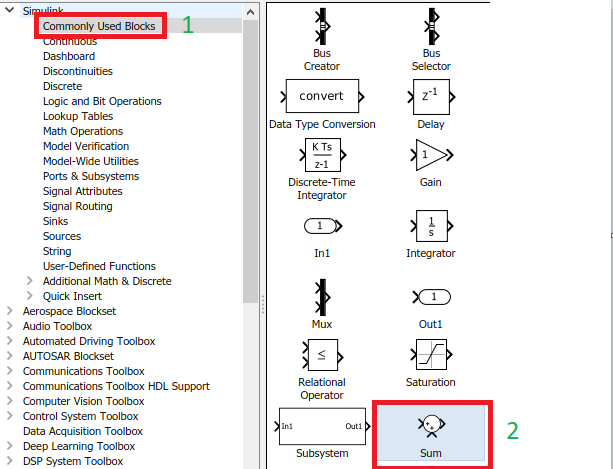 Simulink
Commonly Used Blocks
1
Continuous
Dashboard
Discontinuities
Discrete
Logic and Bit Operations
Lookup Tables
Math Operations
Model Verification
Model-Wide Utilities
Ports & Subsystems
Signal Attributes
Signal Routing
Sinks
Sources
String
User-Defined Functions
Additional Math & Discrete
Quick Insert
Aerospace Blockset
Audio Toolbox
Automated Driving Toolbox
AUTOSAR Blockset
Communications Toolbox
Communications Toolbox HDL Support
Computer Vision Toolbox
Control System Toolbox
Data Acquisition Toolbox
Deep Learning Toolbox
DSP System Toolbox
Bus
Creator
Bus
Selector
convert
Data Type Conversion
Z-1
Delay
K Ts
z-1
Discrete-Time
Integrator
1
Gain
1
In1
1
s
Integrator
Mux
1
Out1
≤
Relational
Operator
Saturation
In1 Out1
Subsystem
+ +
Sum
2